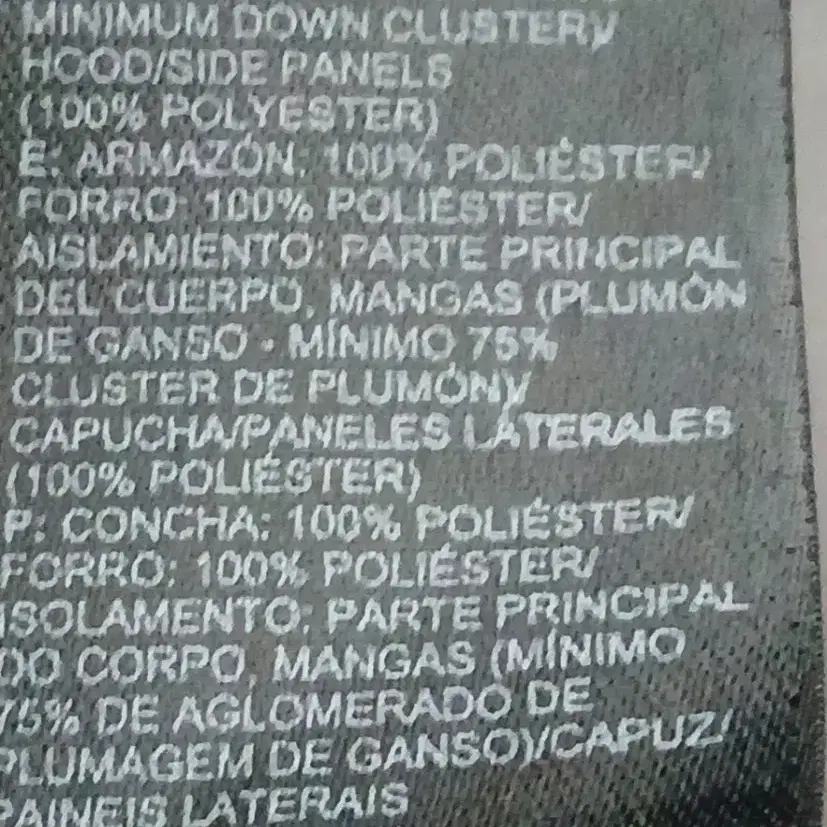 MINIMUM DOWN CLUSTER)/
HOOD/SIDE PANELS
(100% POLYESTER)
E: ARMAZÓN: 100% POLIÉSTER/
FORRO: 100% POLIÉSTER/
AISLAMIENTO: PARTE PRINCIPAL
DEL CUERPO, MANGAS (PLUMÓN
DE GANSO - MÍNIMO 75%
CLUSTER DE PLUMÓN)/
CAPUCHA/PANELES LATERALES
(100% POLIÉSTER)
P: CONCHA: 100% POLIÉSTER/
FORRO: 100% POLIÉSTER/
ISOLAMENTO: PARTE PRINCIPAL
DO CORPO, MANGAS (MÍNIMO
75% DE AGLOMERADO DE
PLUMAGEM DE GANSO)/CAPUZ/
PAINEIS LATERAIS